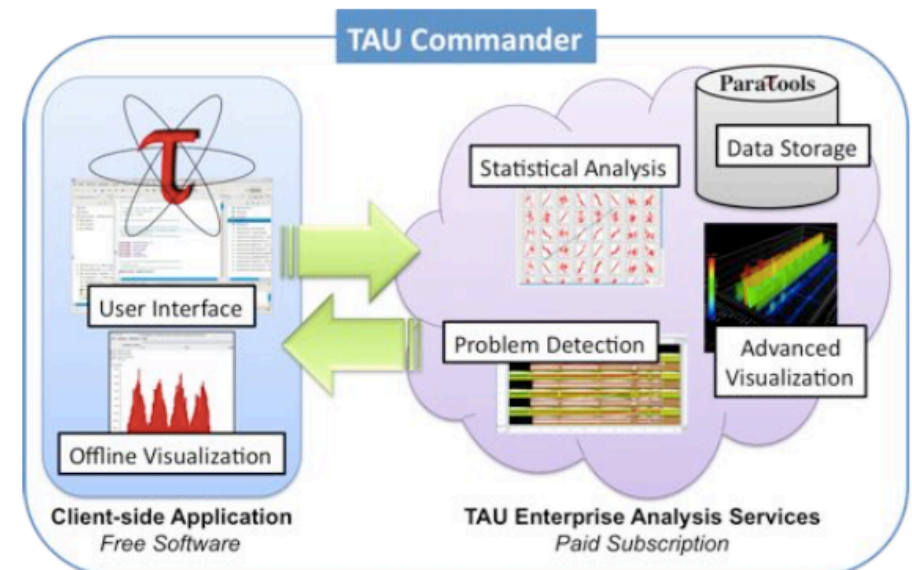 TAU Commander
ParaTools
Data Storage
Statistical Analysis
User Interface
Problem Detection
Advanced
Visualization
Offline Visualization
Client-side Application
Free Software
TAU Enterprise Analysis Services
Paid Subscription